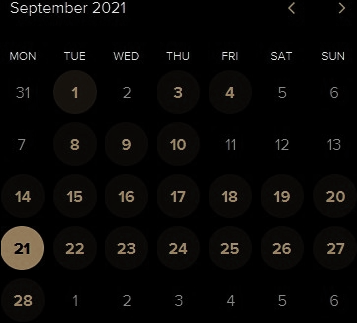 September 2021
MON TUE WED THU FRI SAT SUN
31 1 2 3 4 5 6
7 8 9 10 11 12 13
14 15 16 17 18 19 20
21 22 23 24 25 26 27
28 1 2 3 4 5 6